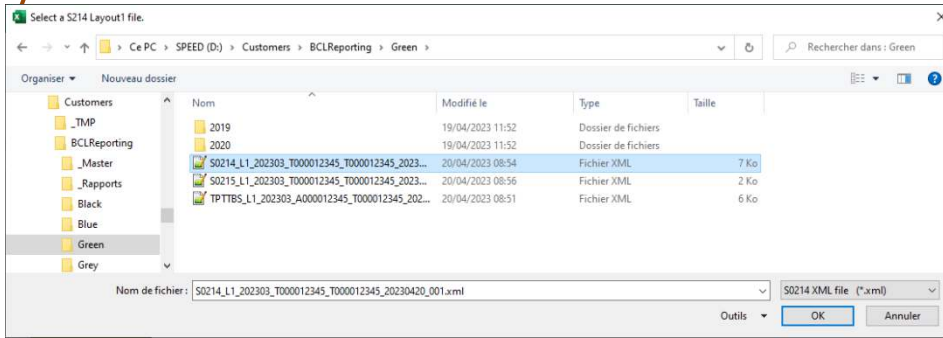 Select a S214 Layout1 file.
Ce PC > SPEED (D:) > Customers > BCLReporting > Green >
Rechercher dans : Green
Organiser
Nouveau dossier
Customers
_TMP
BCLReporting
_Master
_Rapports
Black
Blue
Green
Grey
Nom Modifié le Type Taille
2019 19/04/2023 11:52 Dossier de fichiers
2020 19/04/2023 11:52 Dossier de fichiers
S0214_L1_202303_T000012345_T000012345_2023... 20/04/2023 08:54 Fichier XML 7 Ko
S0215_L1_202303_T000012345_T000012345_2023... 20/04/2023 08:56 Fichier XML 2 Ko
TPTTBS_L1_202303_A000012345_T000012345_202... 20/04/2023 08:51 Fichier XML 6 Ko
Nom de fichier : S0214_L1_202303_T000012345_T000012345_20230420_001.xml
S0214 XML file (*.xml)
Outils OK Annuler